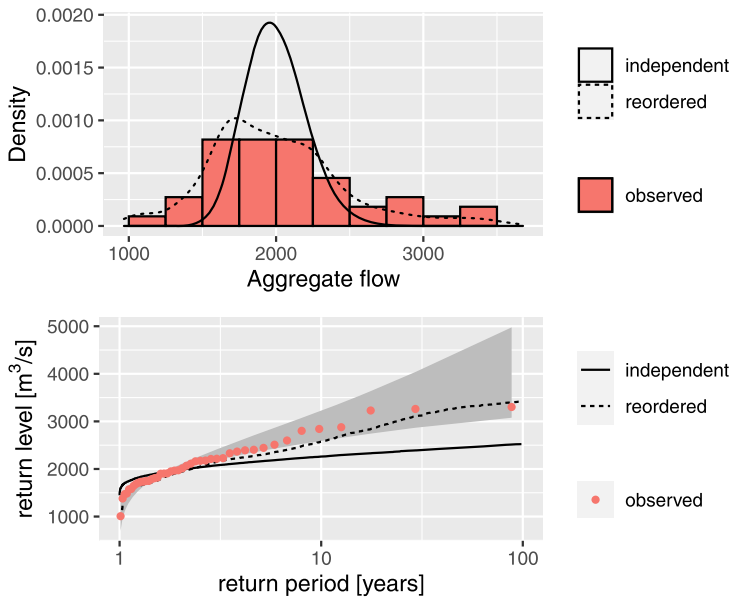 0.0020
0.0015
0.0010
0.0005
0.0000
Density
1000 2000 3000
Aggregate flow
independent
reordered
observed
5000
4000
3000
2000
1000
return level [m³/s]
1 10 100
return period [years]
independent
reordered
observed